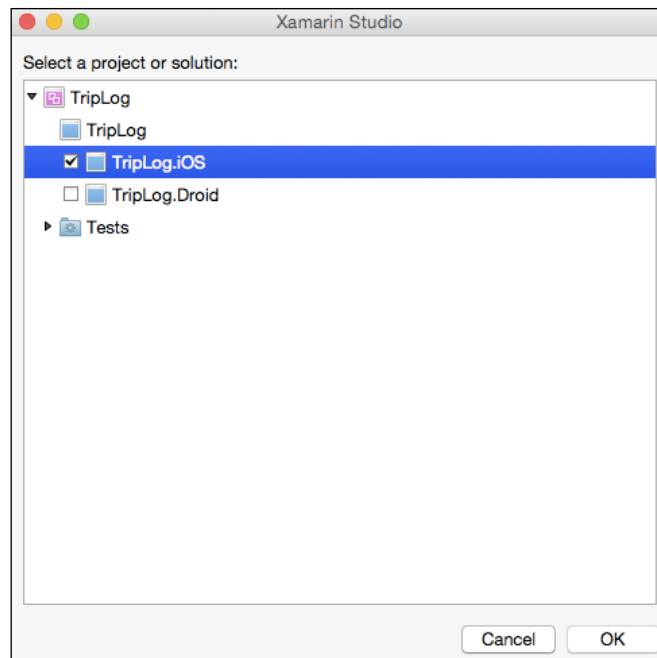 Xamarin Studio
Select a project or solution:
TripLog
TripLog
TripLog.iOS
TripLog.Droid
Tests
Cancel OK